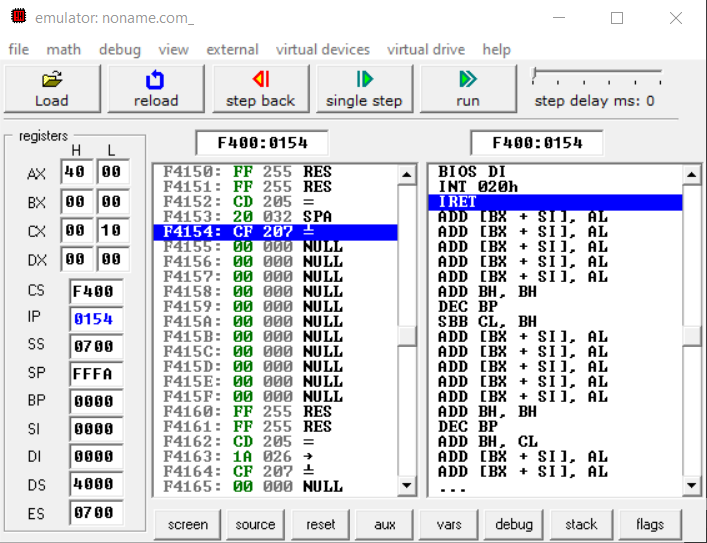 emulator: noname.com_
file math debug view external virtual devices virtual drive help
Load reload step back single step run step delay ms: 0
registers
H L
AX 40 00
BX 00 00
CX 00 10
DX 00 00
CS F400
IP 0154
SS 0700
SP FFFA
BP 0000
SI 0000
DI 0000
DS 4000
ES 0700
F400:0154
F4150: FF 255 RES
F4151: FF 255 RES
F4152: CD 205 =
F4153: 20 032 SPA
F4154: CF 207 ╧
F4155: 00 000 NULL
F4156: 00 000 NULL
F4157: 00 000 NULL
F4158: 00 000 NULL
F4159: 00 000 NULL
F415A: 00 000 NULL
F415B: 00 000 NULL
F415C: 00 000 NULL
F415D: 00 000 NULL
F415E: 00 000 NULL
F415F: 00 000 NULL
F4160: FF 255 RES
F4161: FF 255 RES
F4162: CD 205 =
F4163: 1A 026 →
F4164: CF 207 ╧
F4165: 00 000 NULL
F400:0154
BIOS DI
INT 020h
IRET
ADD [BX + SI], AL
ADD [BX + SI], AL
ADD [BX + SI], AL
ADD [BX + SI], AL
ADD [BX + SI], AL
ADD BH, BH
DEC BP
SBB CL, BH
ADD [BX + SI], AL
ADD [BX + SI], AL
ADD [BX + SI], AL
ADD [BX + SI], AL
ADD [BX + SI], AL
ADD BH, BH
DEC BP
ADD BH, CL
ADD [BX + SI], AL
ADD [BX + SI], AL
...
screen source reset aux vars debug stack flags